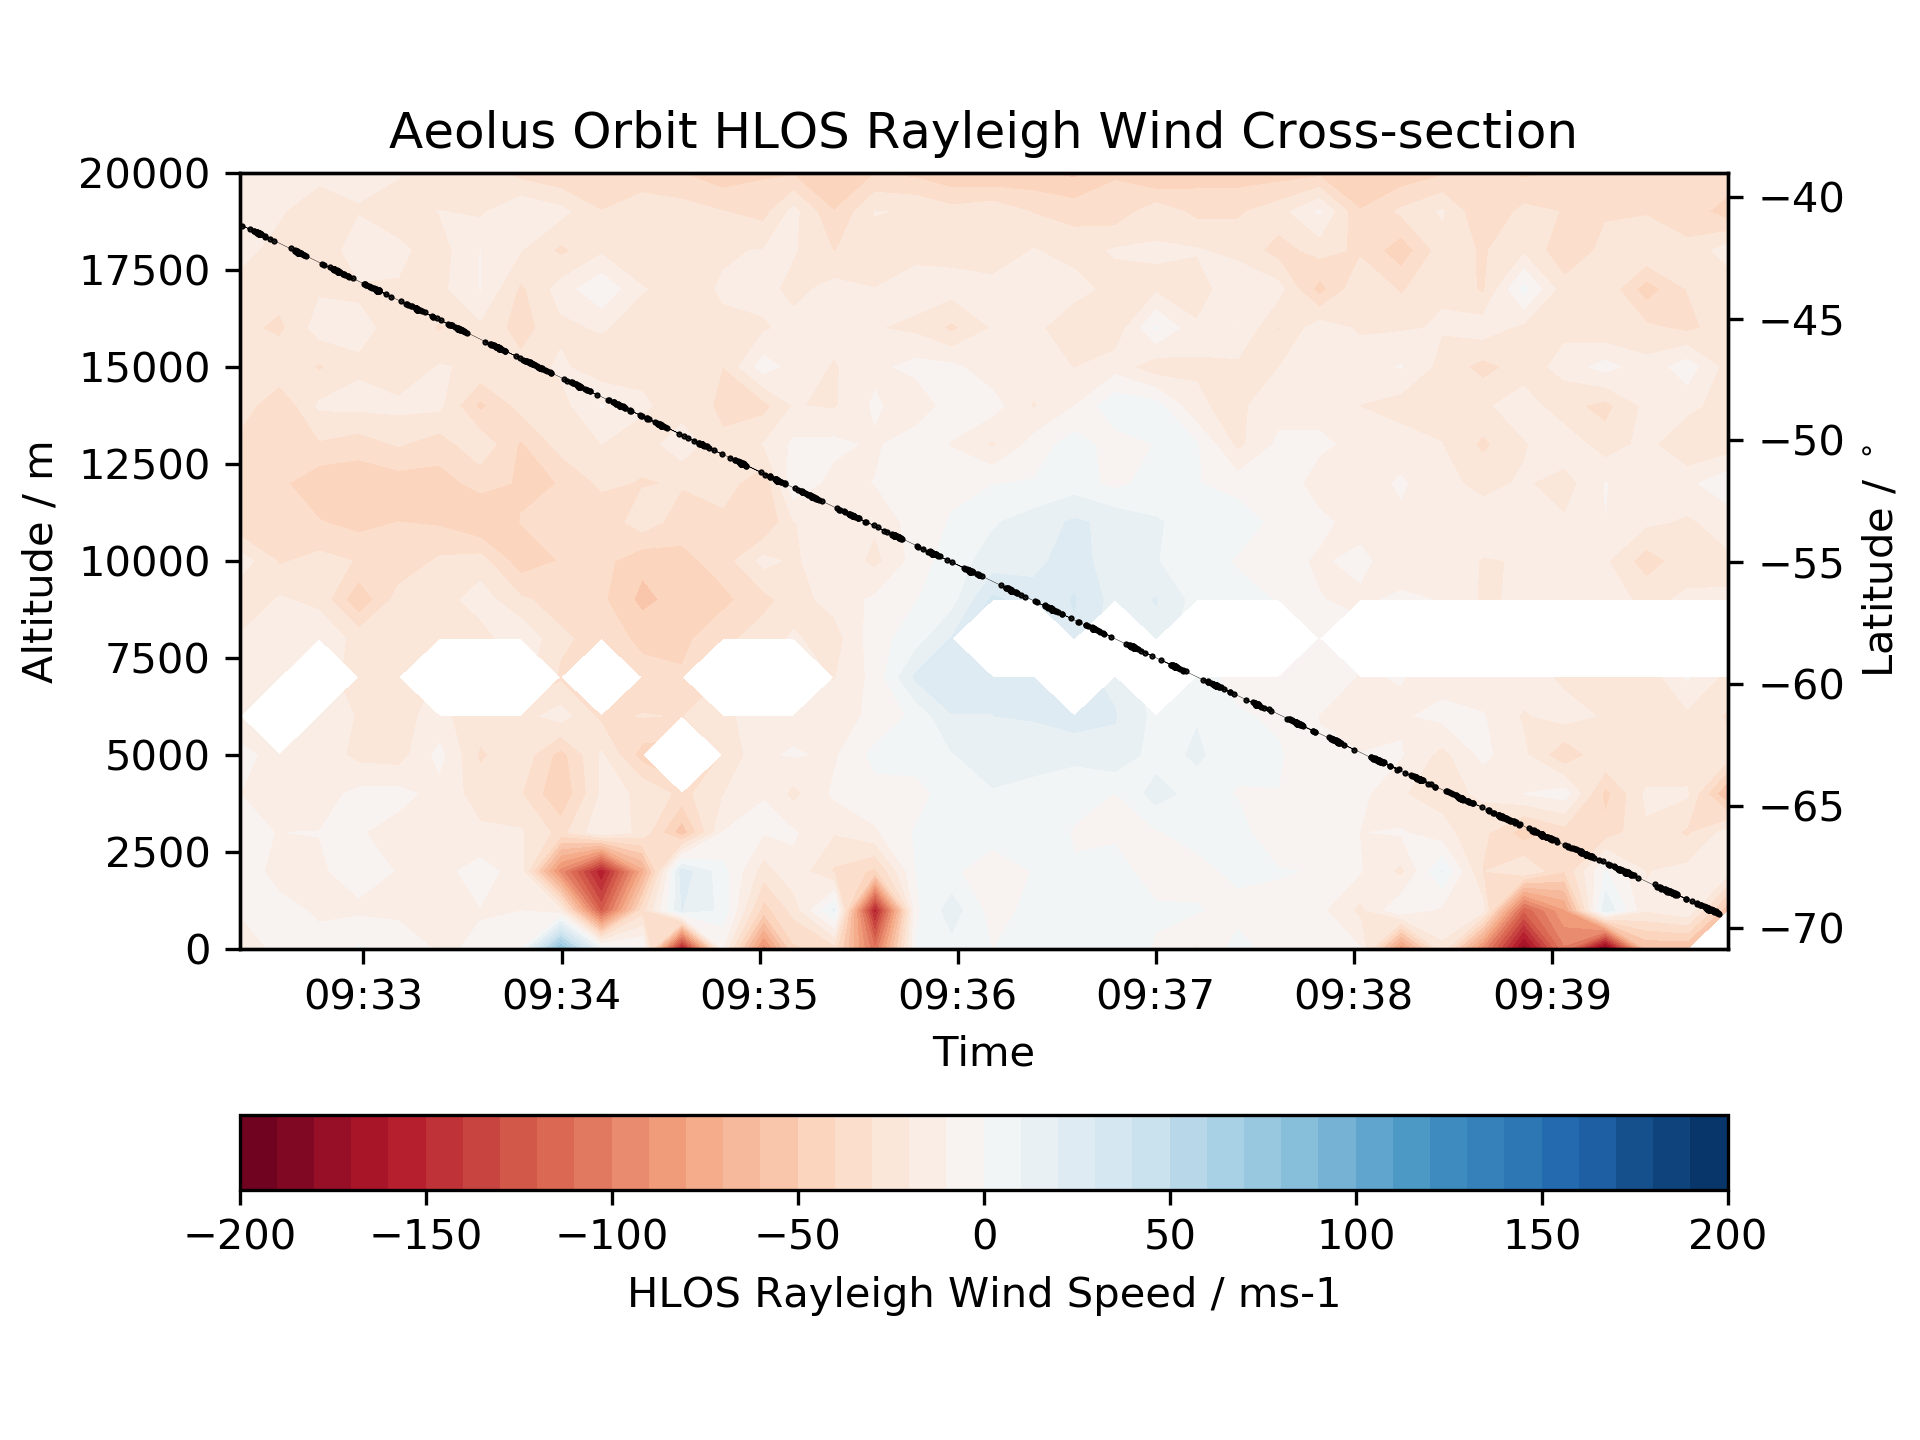 Aeolus Orbit HLOS Rayleigh Wind Cross-section
20000
17500
15000
12500
10000
7500
5000
2500
0
Altitude / m
−40
−45
−50
−55
−60
−65
−70
Latitude / °
09:33 09:34 09:35 09:36 09:37 09:38 09:39
Time
−200 −150 −100 −50 0 50 100 150 200
HLOS Rayleigh Wind Speed / ms-1